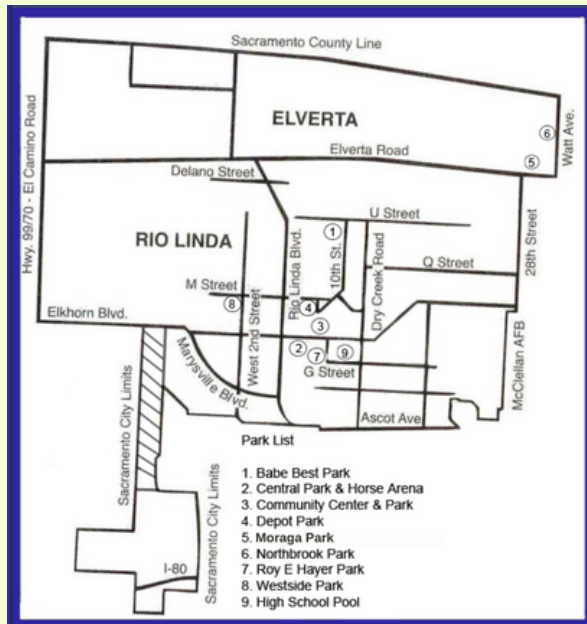 Sacramento County Line
Hwy. 99/70 - El Camino Road
ELVERTA
⑥
Watt Ave.
Elverta Road
⑤
Delano Street
U Street
①
RIO LINDA
Rio Linda Blvd.
10th St.
Dry Creek Road
28th Street
Q Street
M Street
⑧
④
Elkhorn Blvd.
③
West 2nd Street
②
⑦
⑨
Marysville Blvd.
G Street
McClellan AFB
Ascot Ave
Sacramento City Limits
Sacramento City Limits
I-80
Park List
1. Babe Best Park
2. Central Park & Horse Arena
3. Community Center & Park
4. Depot Park
5. Moraga Park
6. Northbrook Park
7. Roy E Hayer Park
8. Westside Park
9. High School Pool